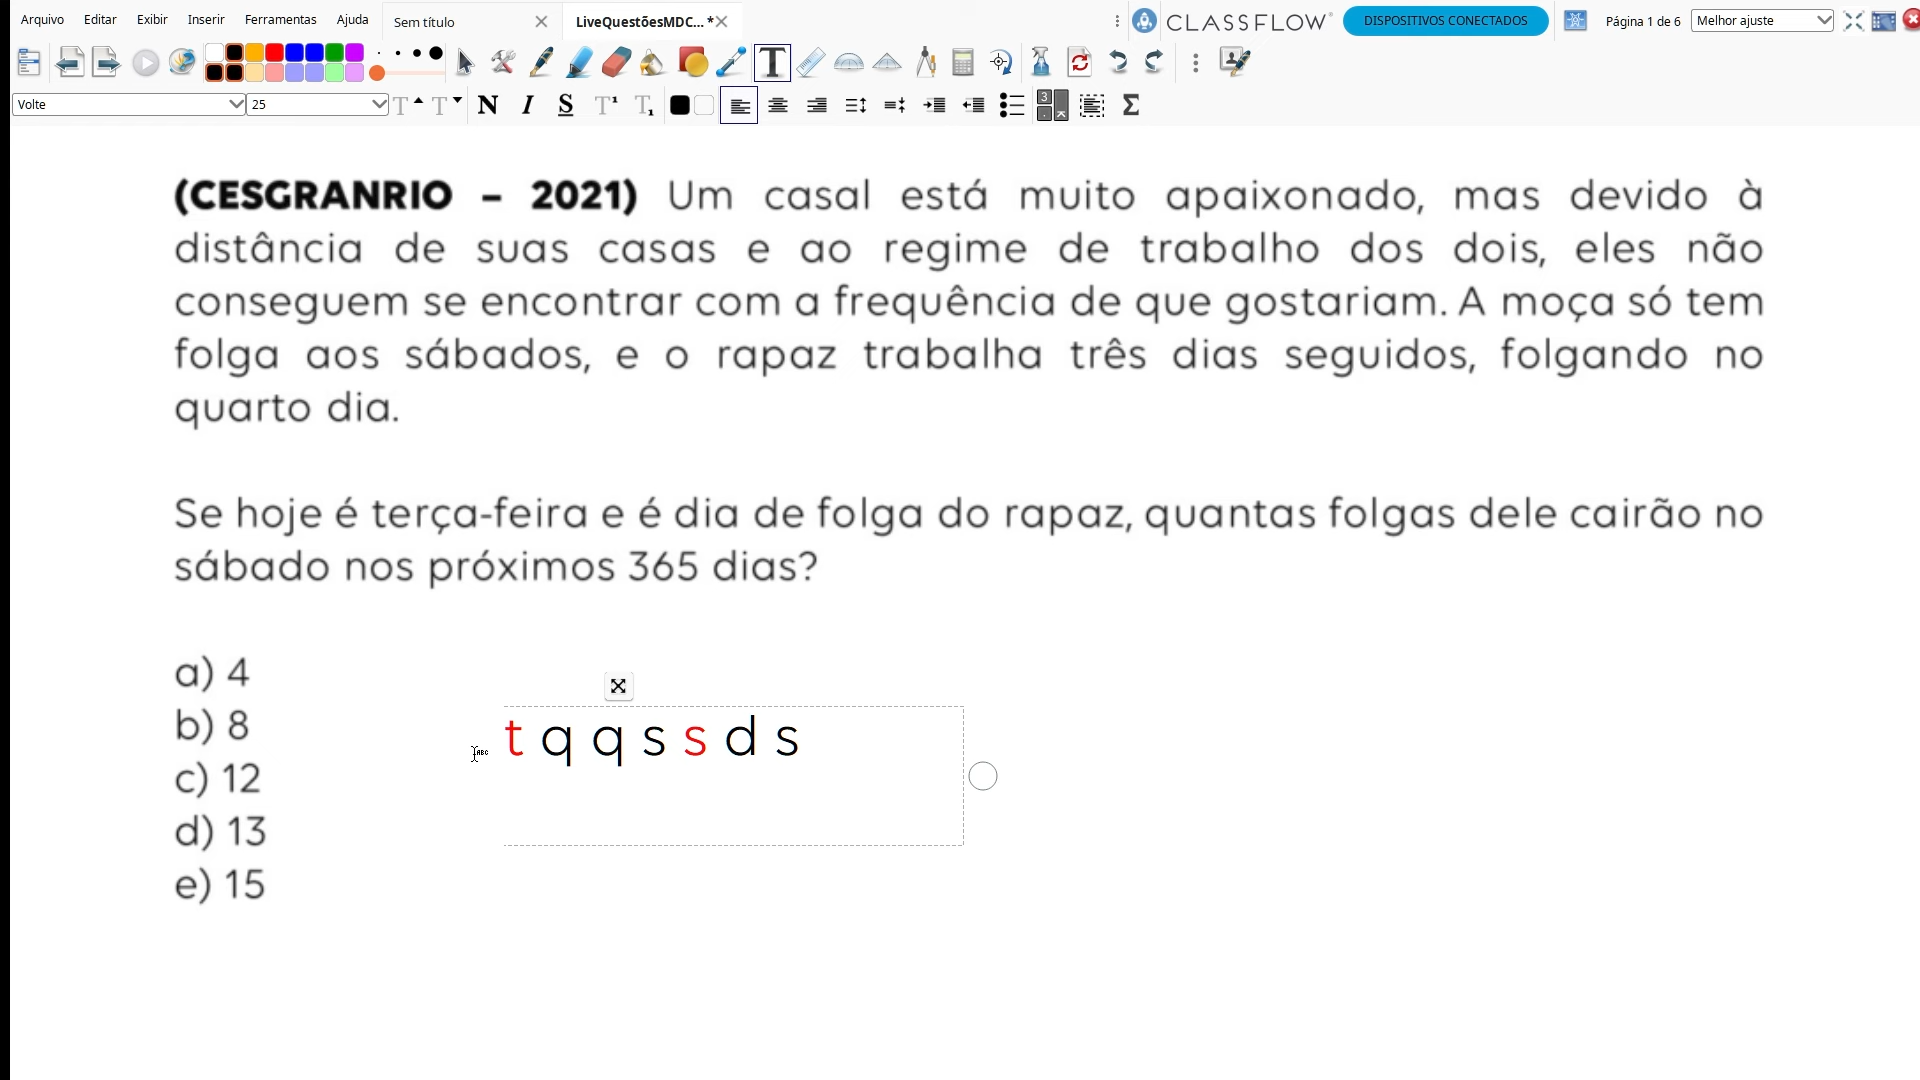 Arquivo Editar Exibir Inserir Ferramentas Ajuda Sem título LiveQuestõesMDC... * CLASSFLOW DISPOSITIVOS CONECTADOS Página 1 de 6 Melhor ajuste
Volte 25 T T N I S T¹ T₁ 3 Σ
(CESGRANRIO – 2021) Um casal está muito apaixonado, mas devido à
distância de suas casas e ao regime de trabalho dos dois, eles não
conseguem se encontrar com a frequência de que gostariam. A moça só tem
folga aos sábados, e o rapaz trabalha três dias seguidos, folgando no
quarto dia.
Se hoje é terça-feira e é dia de folga do rapaz, quantas folgas dele cairão no
sábado nos próximos 365 dias?
a) 4
b) 8
c) 12
d) 13
e) 15
t q q s s d s